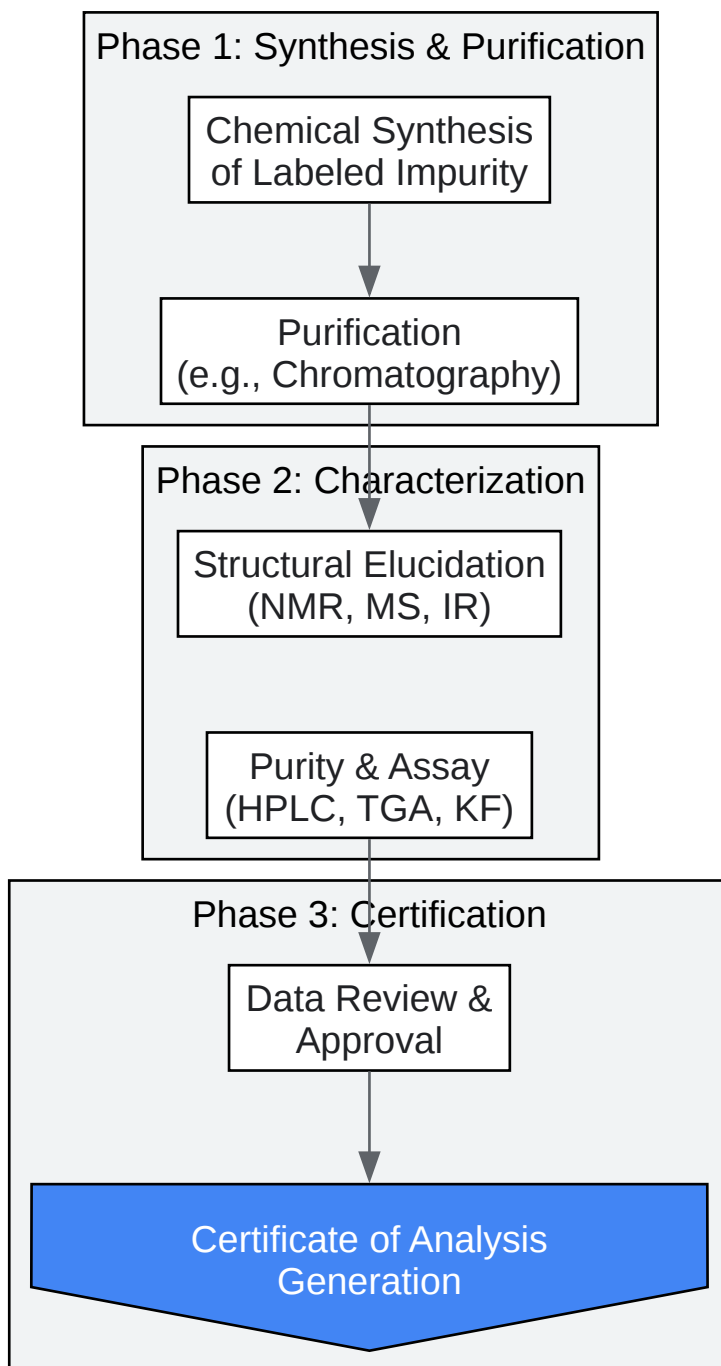 Phase 1: Synthesis & Purification
Chemical Synthesis
of Labeled Impurity
Purification
(e.g., Chromatography)
Phase 2: Characterization
Structural Elucidation
(NMR, MS, IR)
Purity & Assay
(HPLC, TGA, KF)
Phase 3: Certification
Data Review &
Approval
Certificate of Analysis
Generation